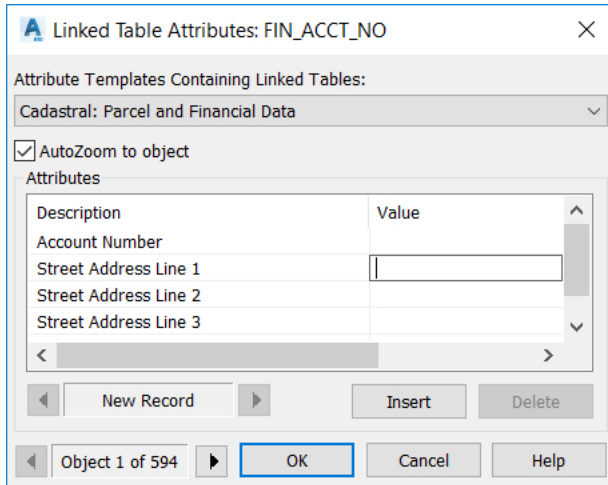 Linked Table Attributes: FIN_ACCT_NO
Attribute Templates Containing Linked Tables:
Cadastral: Parcel and Financial Data
AutoZoom to object
Attributes
Description Value
Account Number
Street Address Line 1
Street Address Line 2
Street Address Line 3
New Record Insert Delete
Object 1 of 594 OK Cancel Help